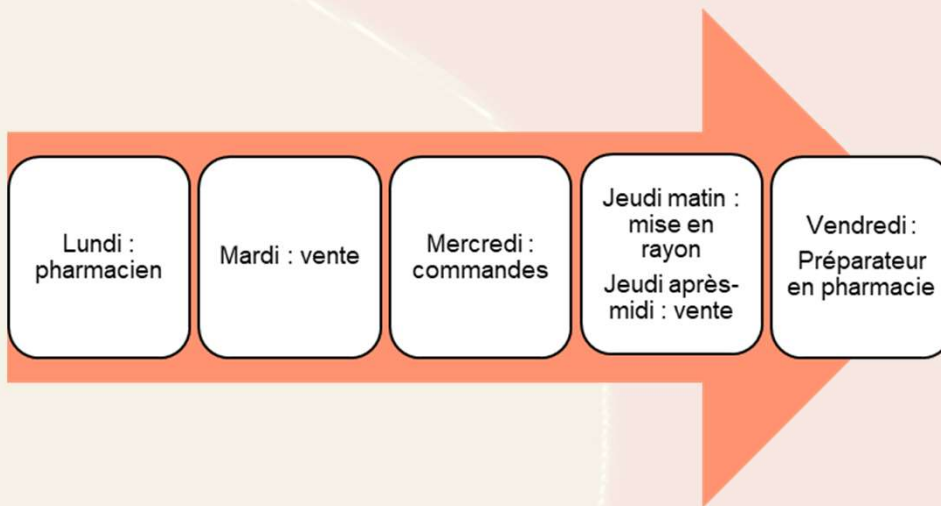 Lundi :
pharmacien
Mardi : vente
Mercredi :
commandes
Jeudi matin :
mise en
rayon
Jeudi après-
midi : vente
Vendredi :
Préparateur
en pharmacie